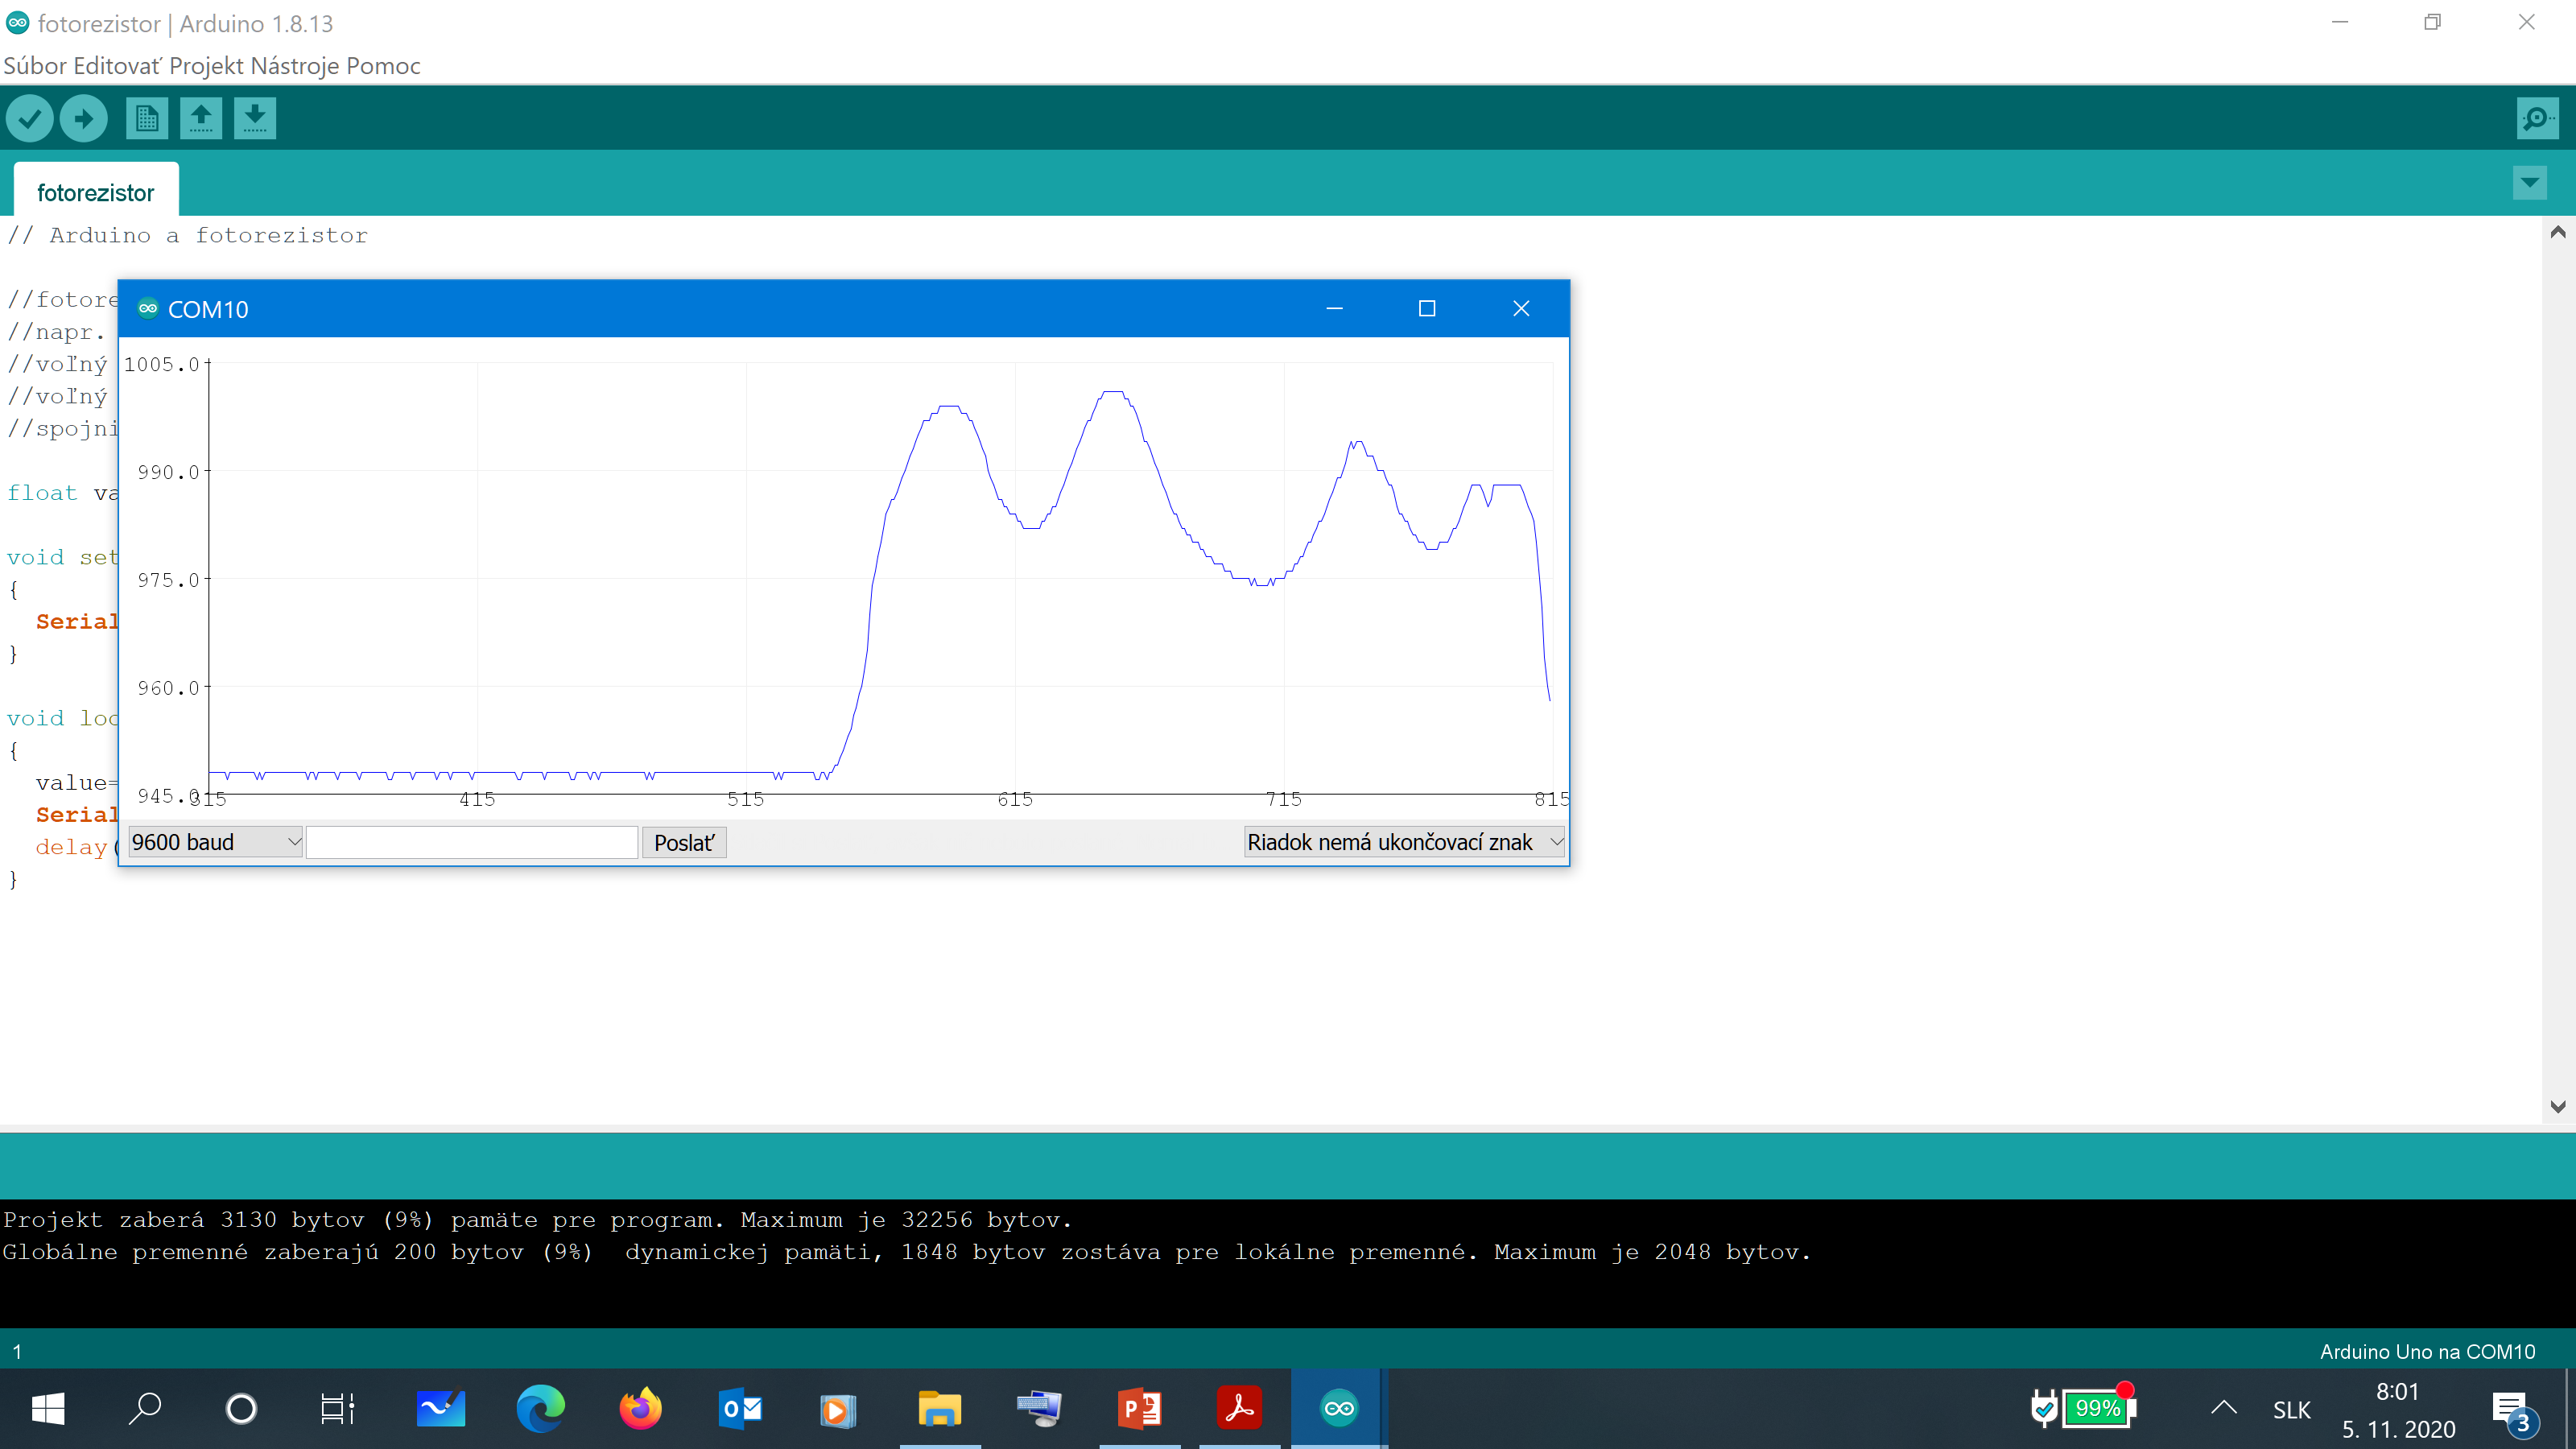 fotorezistor | Arduino 1.8.13
Súbor Editovať Projekt Nástroje Pomoc
fotorezistor
// Arduino a fotorezistor
//fotore
//napr.
//voľný
//voľný
//spojni
float va
void set
{
Serial
}
void loo
{
value=
Serial
delay(
}
COM10
1005.0
990.0
975.0
960.0
945.0
315 415 515 615 715 815
9600 baud Poslať Riadok nemá ukončovací znak
Projekt zaberá 3130 bytov (9%) pamäte pre program. Maximum je 32256 bytov.
Globálne premenné zaberajú 200 bytov (9%)  dynamickej pamäti, 1848 bytov zostáva pre lokálne premenné. Maximum je 2048 bytov.
1 Arduino Uno na COM10
99% SLK 8:01
5. 11. 2020
3